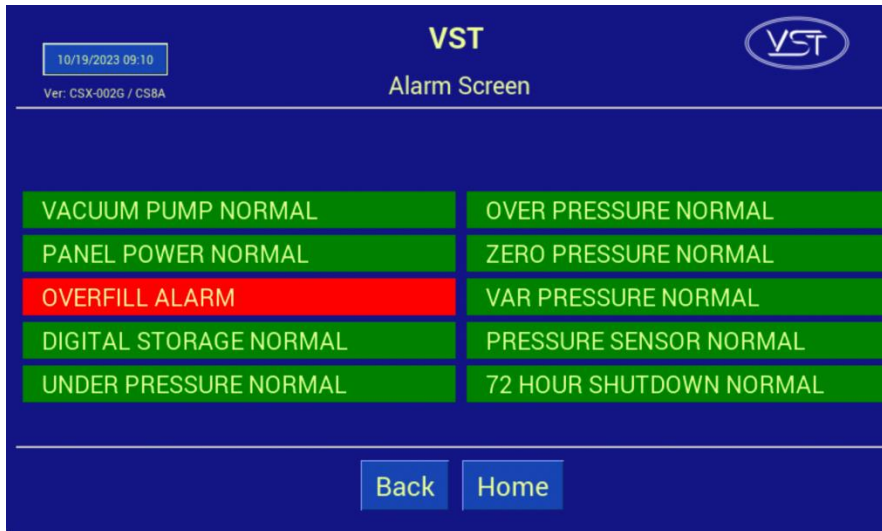 VST
10/19/2023 09:10
VST
Ver: CSX-002G / CS8A
Alarm Screen
VACUUM PUMP NORMAL
OVER PRESSURE NORMAL
PANEL POWER NORMAL
ZERO PRESSURE NORMAL
OVERFILL ALARM
VAR PRESSURE NORMAL
DIGITAL STORAGE NORMAL
PRESSURE SENSOR NORMAL
UNDER PRESSURE NORMAL
72 HOUR SHUTDOWN NORMAL
Back
Home